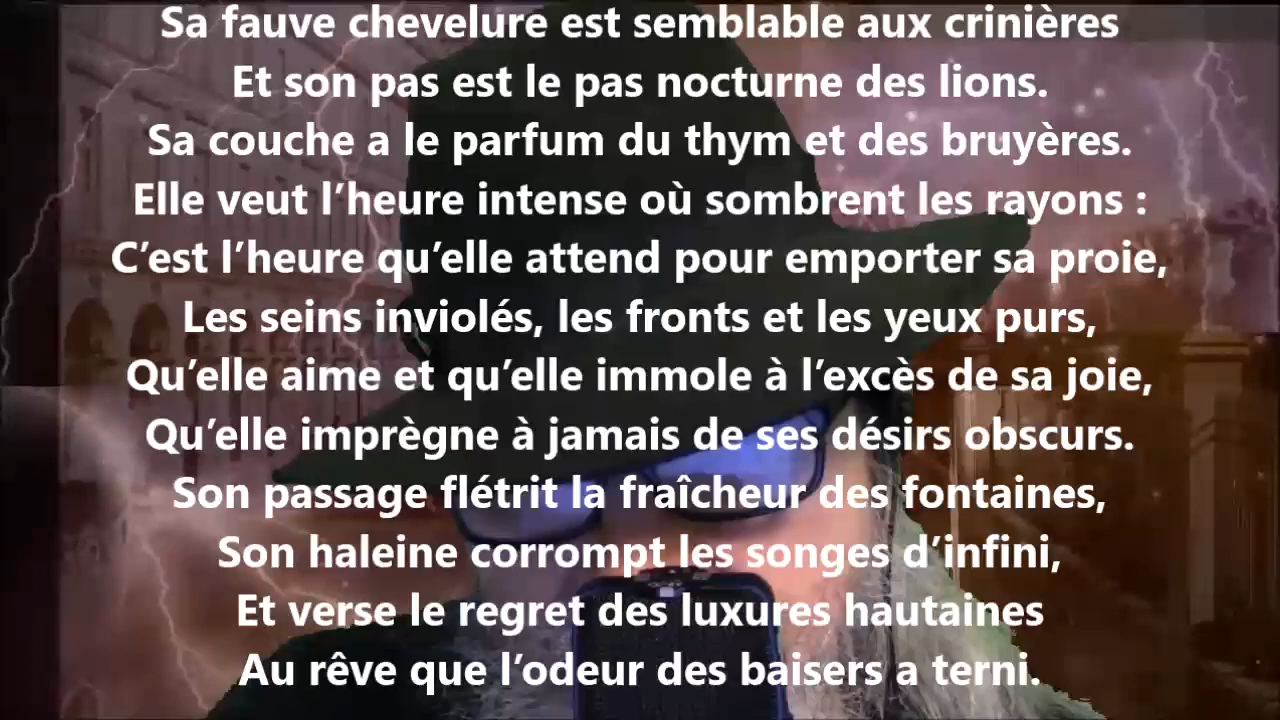 Sa fauve chevelure est semblable aux crinières
Et son pas est le pas nocturne des lions.
Sa couche a le parfum du thym et des bruyères.
Elle veut l’heure intense où sombrent les rayons :
C’est l’heure qu’elle attend pour emporter sa proie,
Les seins inviolés, les fronts et les yeux purs,
Qu’elle aime et qu’elle immole à l’excès de sa joie,
Qu’elle imprègne à jamais de ses désirs obscurs.
Son passage flétrit la fraîcheur des fontaines,
Son haleine corrompt les songes d’infini,
Et verse le regret des luxures hautaines
Au rêve que l’odeur des baisers a terni.